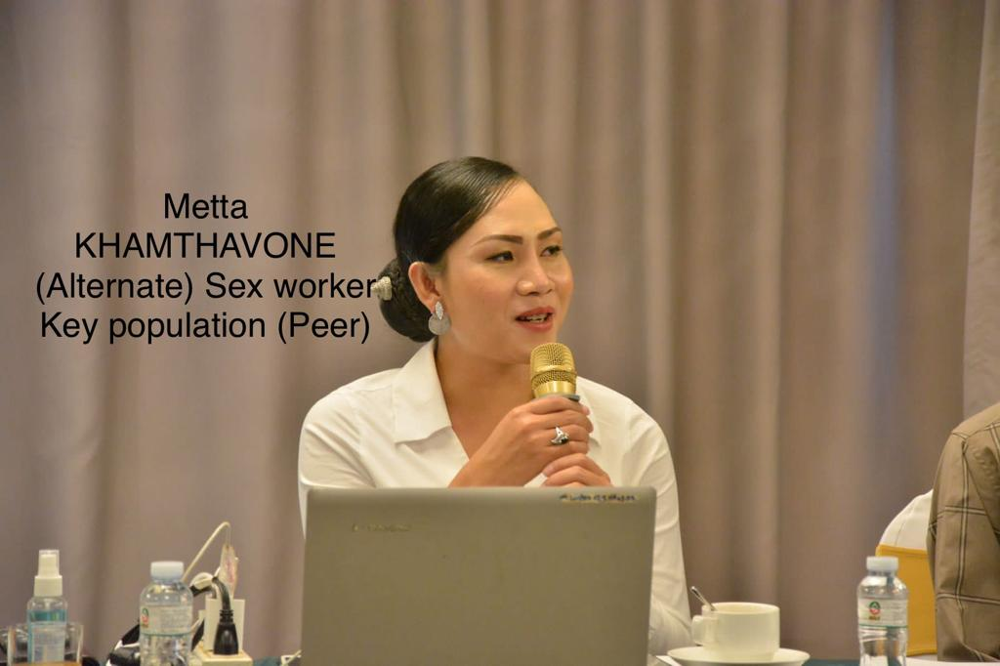 Metta
KHAMTHAVONE
(Alternate) Sex worker
Key population (Peer)